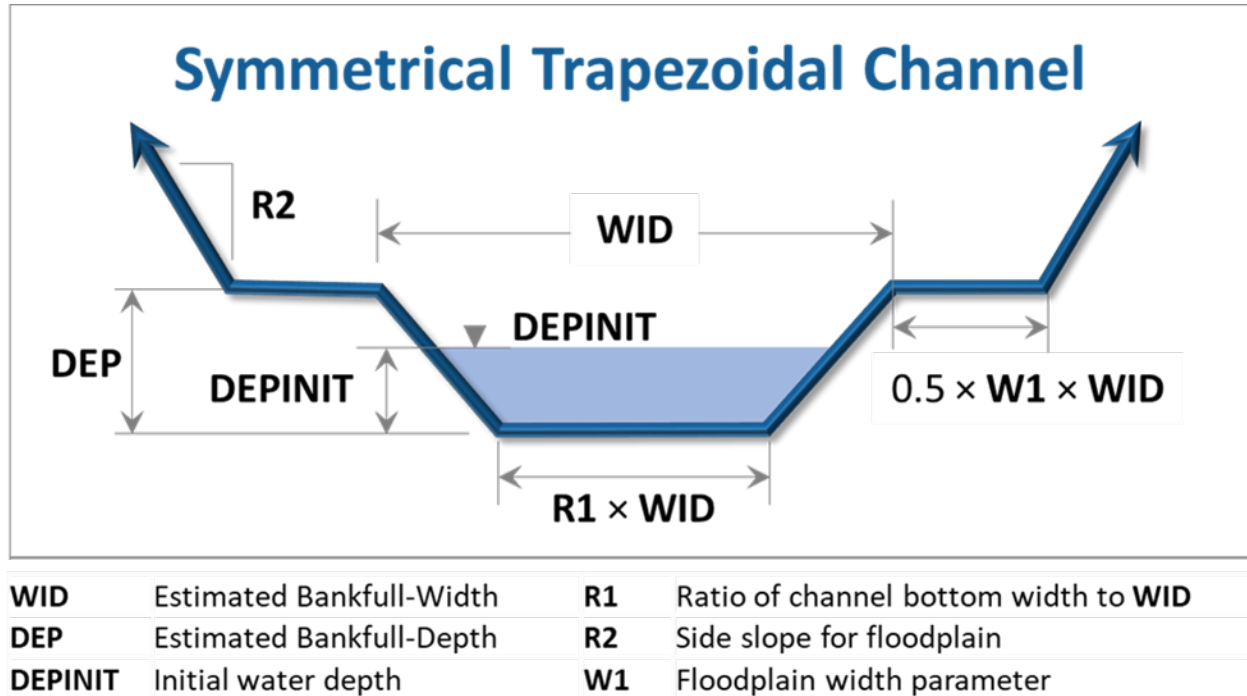 Symmetrical Trapezoidal Channel
R2
WID
DEPINIT
DEP
DEPINIT
0.5 × W1 × WID
R1 × WID
WID Estimated Bankfull-Width R1 Ratio of channel bottom width to WID
DEP Estimated Bankfull-Depth R2 Side slope for floodplain
DEPINIT Initial water depth W1 Floodplain width parameter